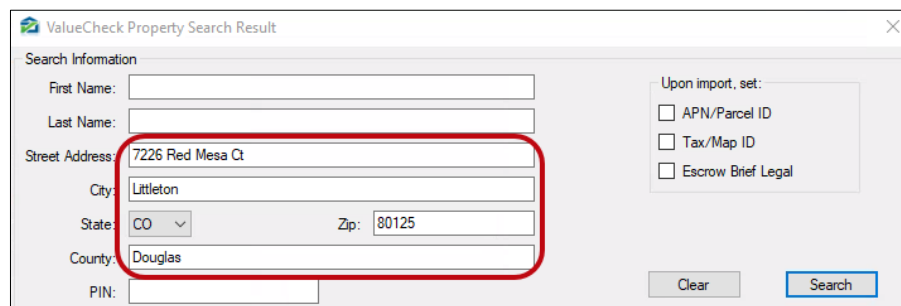 ValueCheck Property Search Result
Search Information
First Name:
Upon import, set:
APN/Parcel ID
Last Name:
Tax/Map ID
Street Address: 7226 Red Mesa Ct
Escrow Brief Legal
City: Littleton
State: CO Zip: 80125
County: Douglas
PIN:
Clear Search